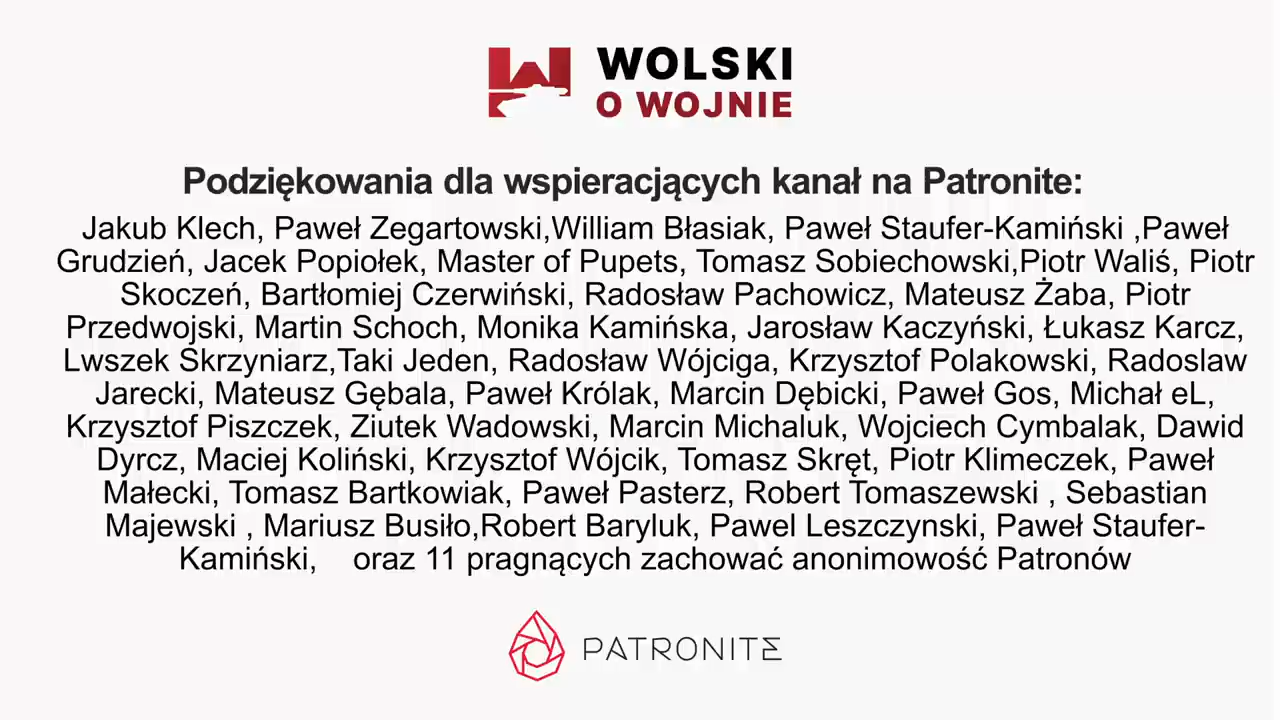 WOLSKI
O WOJNIE
Podziękowania dla wspieracjących kanał na Patronite:
Jakub Klech, Paweł Zegartowski,William Błasiak, Paweł Staufer-Kamiński ,Paweł
Grudzień, Jacek Popiołek, Master of Pupets, Tomasz Sobiechowski,Piotr Waliś, Piotr
Skoczeń, Bartłomiej Czerwiński, Radosław Pachowicz, Mateusz Żaba, Piotr
Przedwojski, Martin Schoch, Monika Kamińska, Jarosław Kaczyński, Łukasz Karcz,
Lwszek Skrzyniarz,Taki Jeden, Radosław Wójciga, Krzysztof Polakowski, Radoslaw
Jarecki, Mateusz Gębala, Paweł Królak, Marcin Dębicki, Paweł Gos, Michał eL,
Krzysztof Piszczek, Ziutek Wadowski, Marcin Michaluk, Wojciech Cymbalak, Dawid
Dyrcz, Maciej Koliński, Krzysztof Wójcik, Tomasz Skręt, Piotr Klimeczek, Paweł
Małecki, Tomasz Bartkowiak, Paweł Pasterz, Robert Tomaszewski , Sebastian
Majewski , Mariusz Busiło,Robert Baryluk, Pawel Leszczynski, Paweł Staufer-
Kamiński, oraz 11 pragnących zachować anonimowość Patronów
PATRONITE